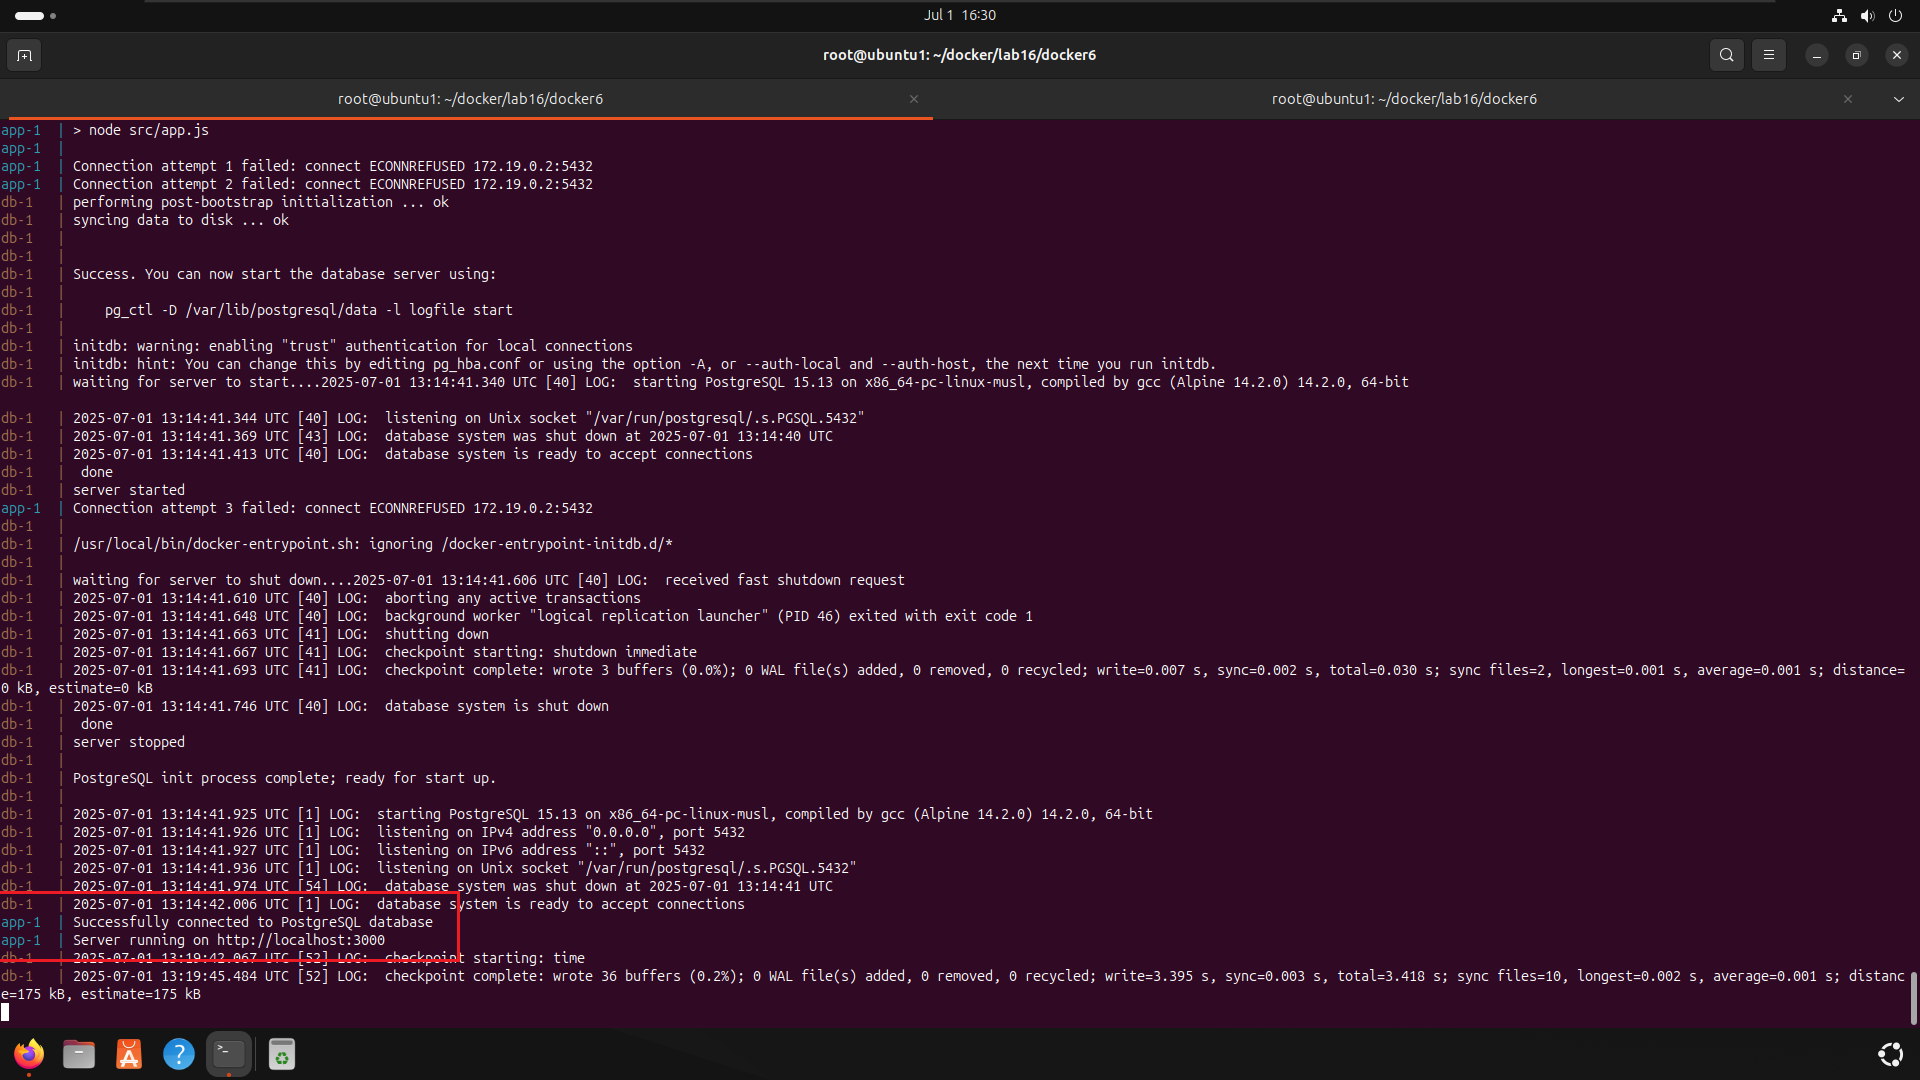 Jul 1 16:30
root@ubuntu1: ~/docker/lab16/docker6
root@ubuntu1: ~/docker/lab16/docker6
root@ubuntu1: ~/docker/lab16/docker6
app-1 | > node src/app.js
app-1 |
app-1 | Connection attempt 1 failed: connect ECONNREFUSED 172.19.0.2:5432
app-1 | Connection attempt 2 failed: connect ECONNREFUSED 172.19.0.2:5432
db-1 | performing post-bootstrap initialization ... ok
db-1 | syncing data to disk ... ok
db-1 |
db-1 |
db-1 | Success. You can now start the database server using:
db-1 |
db-1 | pg_ctl -D /var/lib/postgresql/data -l logfile start
db-1 |
db-1 | initdb: warning: enabling "trust" authentication for local connections
db-1 | initdb: hint: You can change this by editing pg_hba.conf or using the option -A, or --auth-local and --auth-host, the next time you run initdb.
db-1 | waiting for server to start....2025-07-01 13:14:41.340 UTC [40] LOG: starting PostgreSQL 15.13 on x86_64-pc-linux-musl, compiled by gcc (Alpine 14.2.0) 14.2.0, 64-bit
db-1 | 2025-07-01 13:14:41.344 UTC [40] LOG: listening on Unix socket "/var/run/postgresql/.s.PGSQL.5432"
db-1 | 2025-07-01 13:14:41.369 UTC [43] LOG: database system was shut down at 2025-07-01 13:14:40 UTC
db-1 | 2025-07-01 13:14:41.413 UTC [40] LOG: database system is ready to accept connections
db-1 | done
db-1 | server started
app-1 | Connection attempt 3 failed: connect ECONNREFUSED 172.19.0.2:5432
db-1 |
db-1 | /usr/local/bin/docker-entrypoint.sh: ignoring /docker-entrypoint-initdb.d/*
db-1 |
db-1 | waiting for server to shut down....2025-07-01 13:14:41.606 UTC [40] LOG: received fast shutdown request
db-1 | 2025-07-01 13:14:41.610 UTC [40] LOG: aborting any active transactions
db-1 | 2025-07-01 13:14:41.648 UTC [40] LOG: background worker "logical replication launcher" (PID 46) exited with exit code 1
db-1 | 2025-07-01 13:14:41.663 UTC [41] LOG: shutting down
db-1 | 2025-07-01 13:14:41.667 UTC [41] LOG: checkpoint starting: shutdown immediate
db-1 | 2025-07-01 13:14:41.693 UTC [41] LOG: checkpoint complete: wrote 3 buffers (0.0%); 0 WAL file(s) added, 0 removed, 0 recycled; write=0.007 s, sync=0.002 s, total=0.030 s; sync files=2, longest=0.001 s, average=0.001 s; distance=
0 kB, estimate=0 kB
db-1 | 2025-07-01 13:14:41.746 UTC [40] LOG: database system is shut down
db-1 | done
db-1 | server stopped
db-1 |
db-1 | PostgreSQL init process complete; ready for start up.
db-1 |
db-1 | 2025-07-01 13:14:41.925 UTC [1] LOG: starting PostgreSQL 15.13 on x86_64-pc-linux-musl, compiled by gcc (Alpine 14.2.0) 14.2.0, 64-bit
db-1 | 2025-07-01 13:14:41.926 UTC [1] LOG: listening on IPv4 address "0.0.0.0", port 5432
db-1 | 2025-07-01 13:14:41.927 UTC [1] LOG: listening on IPv6 address "::", port 5432
db-1 | 2025-07-01 13:14:41.936 UTC [1] LOG: listening on Unix socket "/var/run/postgresql/.s.PGSQL.5432"
db-1 | 2025-07-01 13:14:41.974 UTC [54] LOG: database system was shut down at 2025-07-01 13:14:41 UTC
db-1 | 2025-07-01 13:14:42.006 UTC [1] LOG: database system is ready to accept connections
app-1 | Successfully connected to PostgreSQL database
app-1 | Server running on http://localhost:3000
db-1 | 2025-07-01 13:19:42.067 UTC [52] LOG: checkpoint starting: time
db-1 | 2025-07-01 13:19:45.484 UTC [52] LOG: checkpoint complete: wrote 36 buffers (0.2%); 0 WAL file(s) added, 0 removed, 0 recycled; write=3.395 s, sync=0.003 s, total=3.418 s; sync files=10, longest=0.002 s, average=0.001 s; distanc
e=175 kB, estimate=175 kB